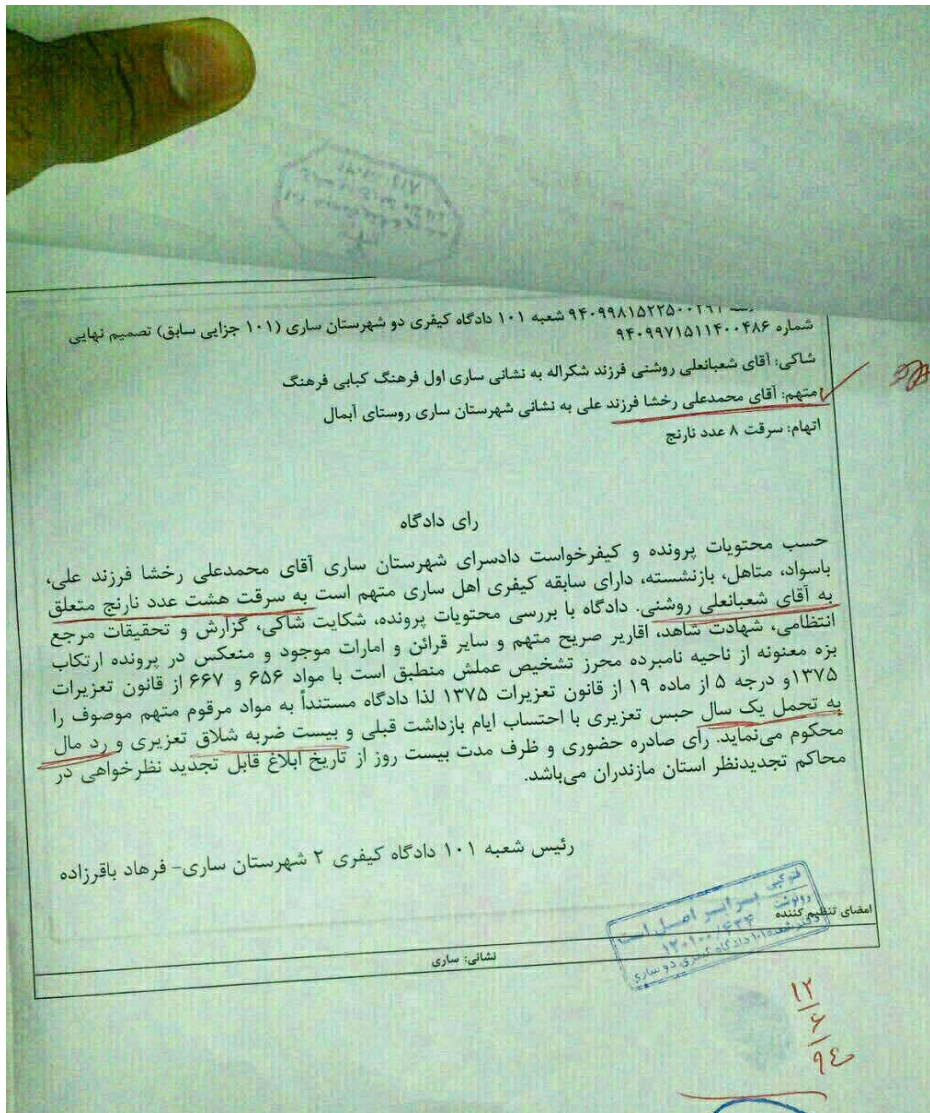 ۹۴۰۹۹۸۱۵۲۲۵۰۰۲۹۱ شعبه ۱۰۱ دادگاه کیفری دو شهرستان ساری (۱۰۱ جزایی سابق) تصمیم نهایی
شماره ۹۴۰۹۹۷۱۵۱۱۴۰۰۴۸۶
شاکی: آقای شعبانعلی روشنی فرزند شکراله به نشانی ساری اول فرهنگ کبابی فرهنگ
متهم: آقای محمدعلی رخشا فرزند علی به نشانی شهرستان ساری روستای آبمال
اتهام: سرقت ۸ عدد نارنج
رای دادگاه
حسب محتویات پرونده و کیفرخواست دادسرای شهرستان ساری آقای محمدعلی رخشا فرزند علی،
باسواد، متاهل، بازنشسته، دارای سابقه کیفری اهل ساری متهم است به سرقت هشت عدد نارنج متعلق
به آقای شعبانعلی روشنی. دادگاه با بررسی محتویات پرونده، شکایت شاکی، گزارش و تحقیقات مرجع
انتظامی، شهادت شاهد، اقاریر صریح متهم و سایر قرائن و امارات موجود و منعکس در پرونده ارتکاب
بزه معنونه از ناحیه نامبرده محرز تشخیص عملش منطبق است با مواد ۶۵۶ و ۶۶۷ از قانون تعزیرات
۱۳۷۵و درجه ۵ از ماده ۱۹ از قانون تعزیرات ۱۳۷۵ لذا دادگاه مستنداً به مواد مرقوم متهم موصوف را
به تحمل یک سال حبس تعزیری با احتساب ایام بازداشت قبلی و بیست ضربه شلاق تعزیری و رد مال
محکوم می‌نماید. رأی صادره حضوری و ظرف مدت بیست روز از تاریخ ابلاغ قابل تجدید نظرخواهی در
محاکم تجدیدنظر استان مازندران می‌باشد.
رئیس شعبه ۱۰۱ دادگاه کیفری ۲ شهرستان ساری- فرهاد باقرزاده
فتوکپی
رونوشت برابر اصل است
دفتر شعبه ۱۰۱ دادگاه کیفری دو ساری
امضای تنظیم کننده
نشانی: ساری
۱۲
۶
۹۴